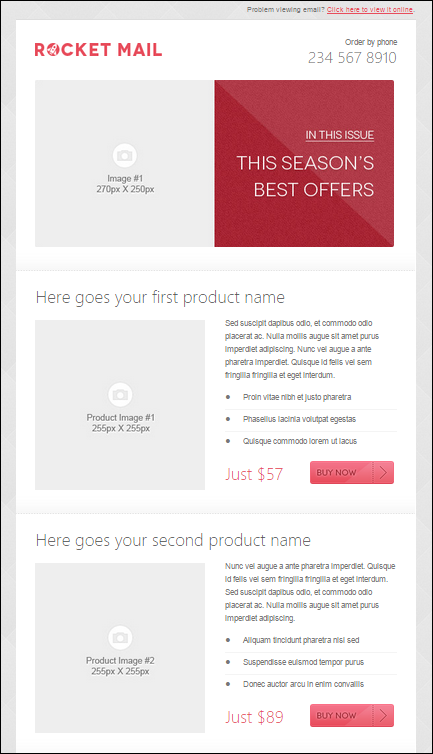 Problem viewing email? Click here to view it online.
ROCKET MAIL
Order by phone
234 567 8910
Image #1
270px X 250px
IN THIS ISSUE
THIS SEASON'S
BEST OFFERS
Here goes your first product name
Product Image #1
255px X 255px
Sed suscipit dapibus odio, et commodo odio
placerat ac. Nulla mollis augue sit amet purus
imperdiet adipiscing. Nunc vel augue a ante
pharetra imperdiet. Quisque id felis vel sem
fringilla fringilla et eget interdum.
Proin vitae nibh et justo pharetra
Phasellus lacinia volutpat egestas
Quisque commodo lorem ut lacus
Just $57
BUY NOW
Here goes your second product name
Product Image #2
255px X 255px
Nunc vel augue a ante pharetra imperdiet. Quisque
id felis vel sem fringilla fringilla et eget interdum.
Sed suscipit dapibus odio, et commodo odio
placerat ac. Nulla mollis augue sit amet purus
imperdiet adipiscing.
Aliquam tincidunt pharetra nisl sed
Suspendisse euismod tempor purus
Donec auctor arcu in enim convallis
Just $89
BUY NOW